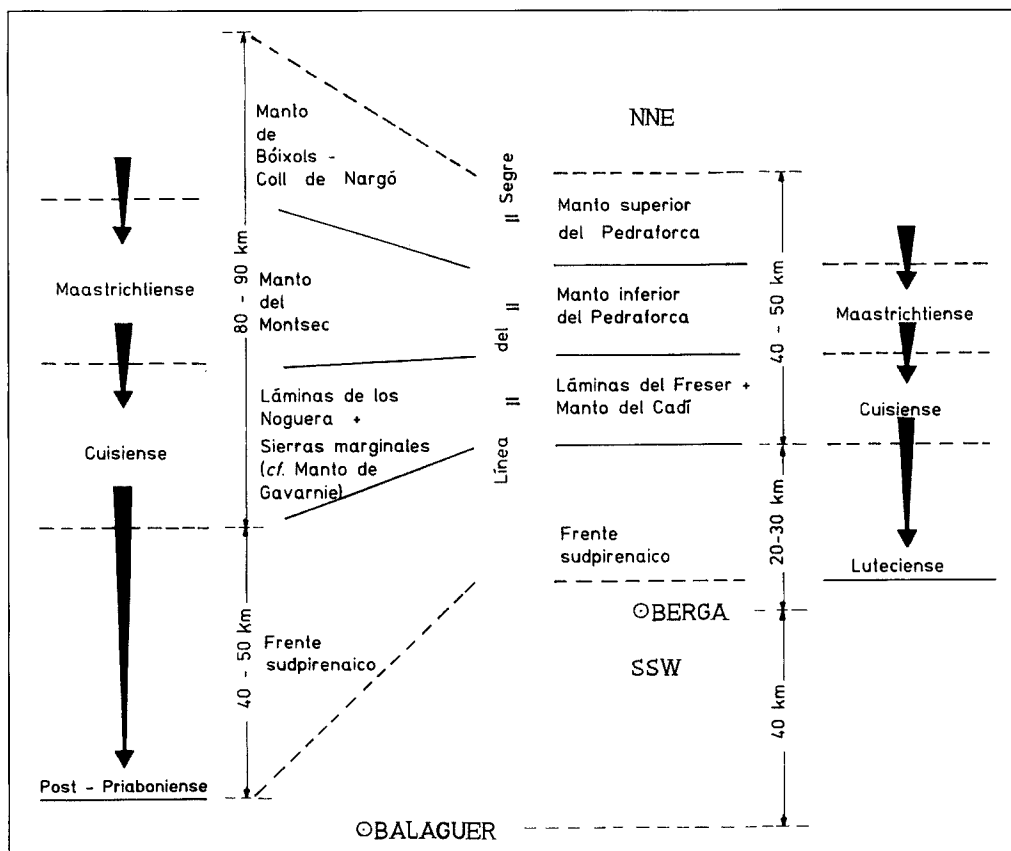 Maastrichtiense
Cuisiense
Post - Priaboniense
80 - 90 km
40 - 50 km
Manto
de
Bóixols -
Coll de Nargó
Manto
del
Montsec
Láminas de los
Noguera +
Sierras marginales
(cf. Manto de
Gavarnie)
Frente
sudpirenaico
Línea = del = = Segre
NNE
Manto superior
del Pedraforca
Manto inferior
del Pedraforca
Láminas del Freser +
Manto del Cadí
Frente
sudpirenaico
⊙BERGA
SSW
⊙BALAGUER
40 - 50 km
20-30 km
40 km
Maastrichtiense
Cuisiense
Luteciense